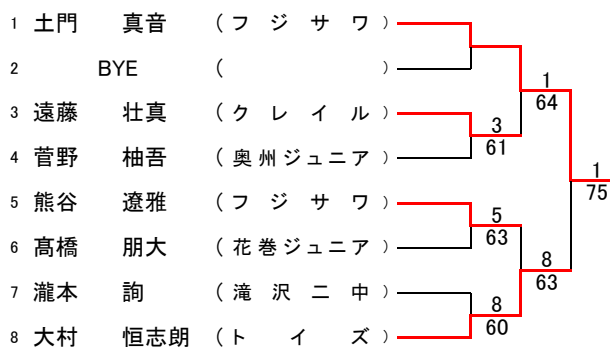 1 土門 真音 (フジサワ)
2 BYE ( )
3 遠藤 壮真 (クレイル)
4 菅野 柚吾 (奥州ジュニア)
5 熊谷 遼雅 (フジサワ)
6 髙橋 朋大 (花巻ジュニア)
7 瀧本 詢 (滝沢二中)
8 大村 恒志朗 (トイズ)
3
61
5
63
8
60
1
64
8
63
1
75